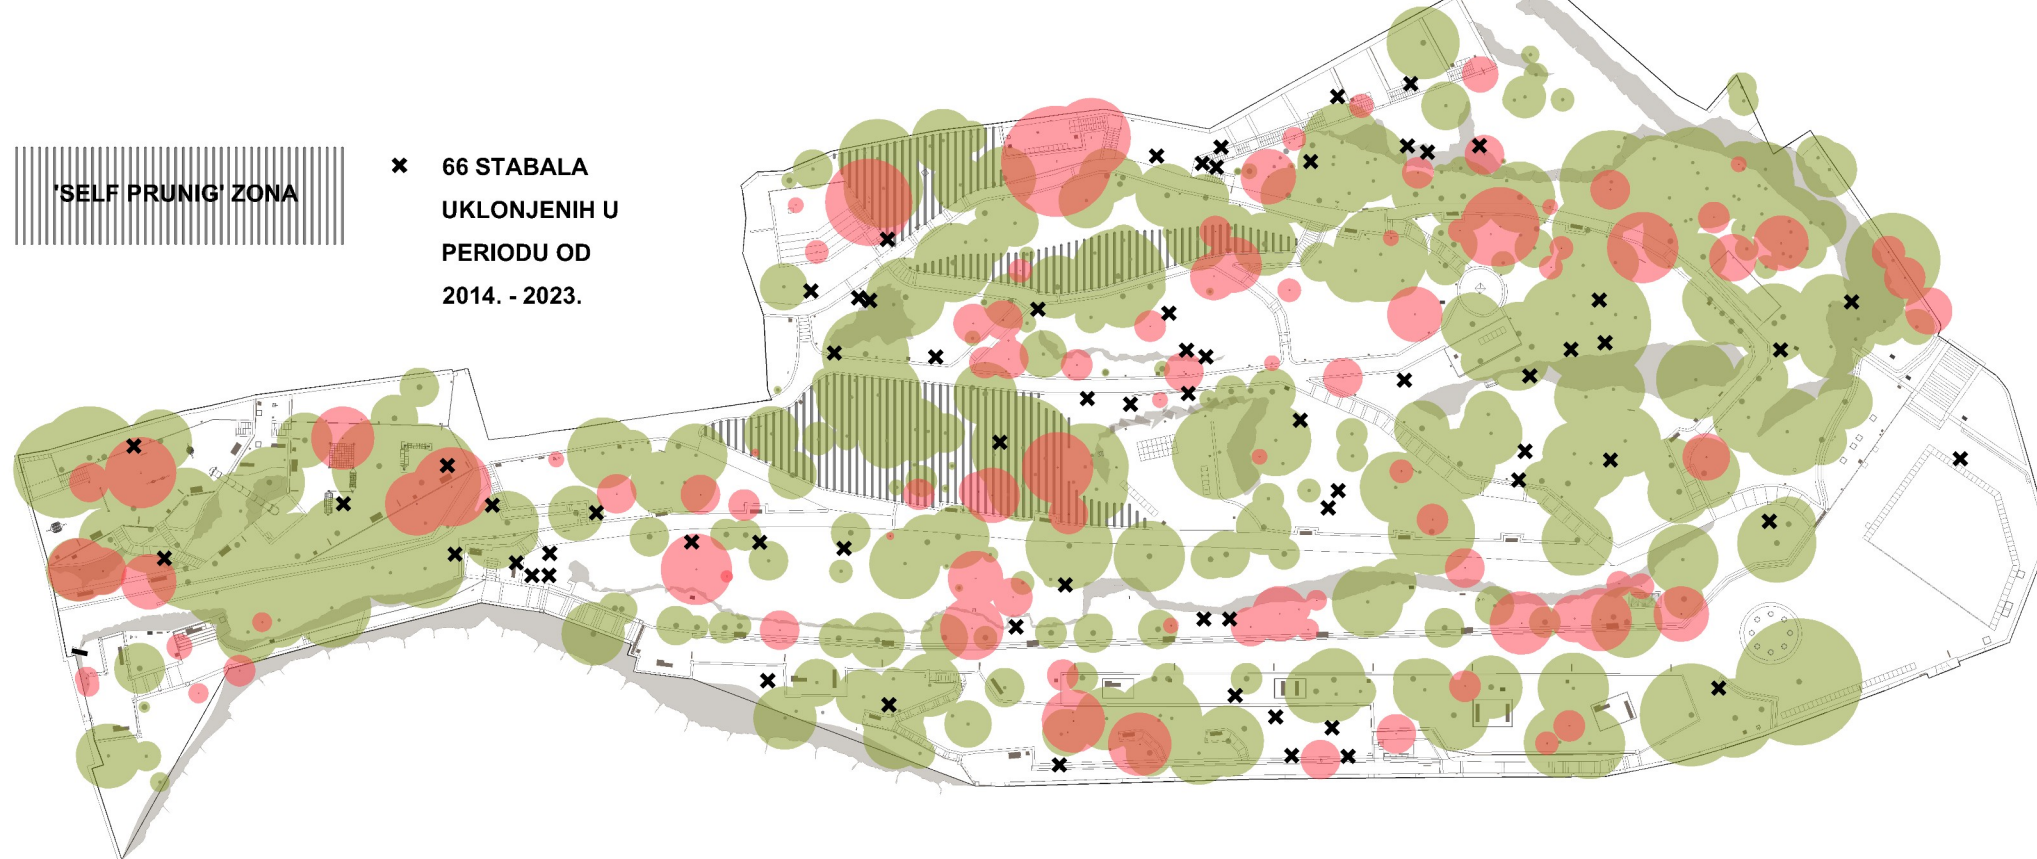 'SELF PRUNIG' ZONA
66 STABALA
UKLONJENIH U
PERIODU OD
2014. - 2023.